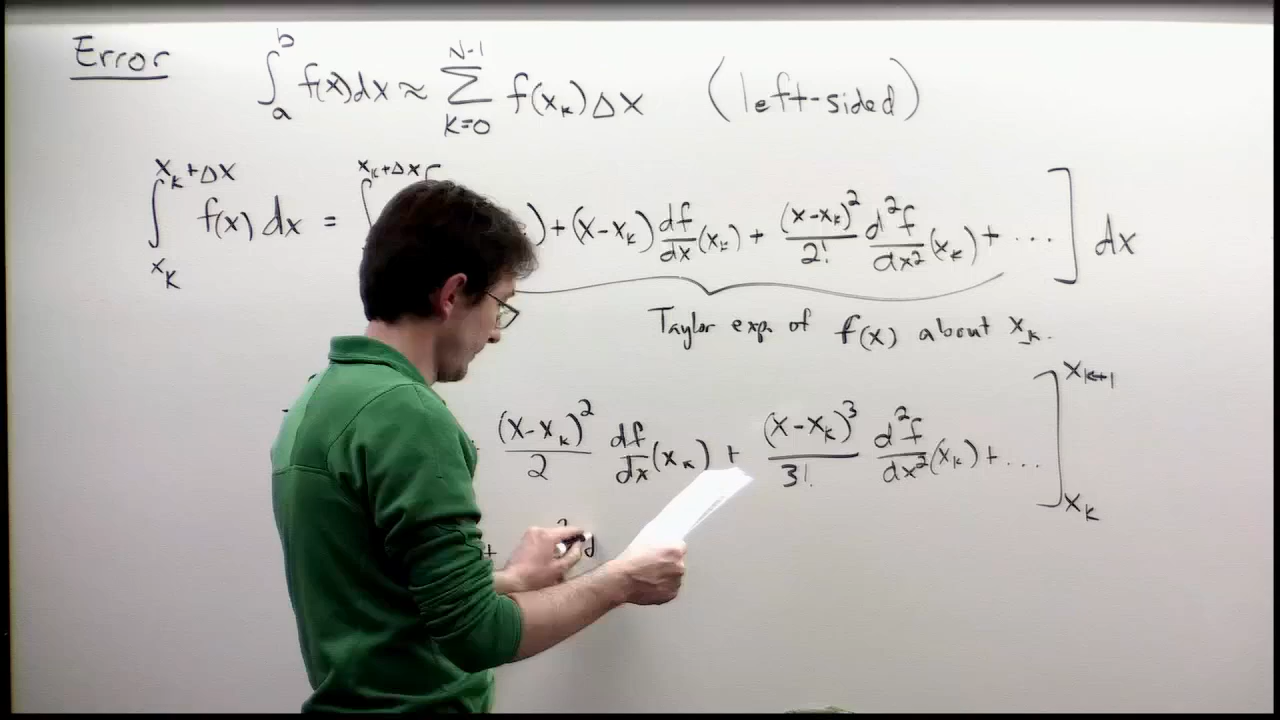 Error ∫_a^b f(x)dx ≈ ∑_{k=0}^{N-1} f(x_k)Δx (left-sided)
∫_{x_k}^{x_k+Δx} f(x) dx = ∫^{x_k+Δx} [ ) + (x-x_k) df/dx (x_k) + (x-x_k)^2/2! d^2f/dx^2 (x_k) + ... ] dx
Taylor exp. of f(x) about x_k.
(x-x_k)^2/2 df/dx (x_k) + (x-x_k)^3/3! d^2f/dx^2 (x_k) + ... ]_{x_k}^{x_{k+1}}
+